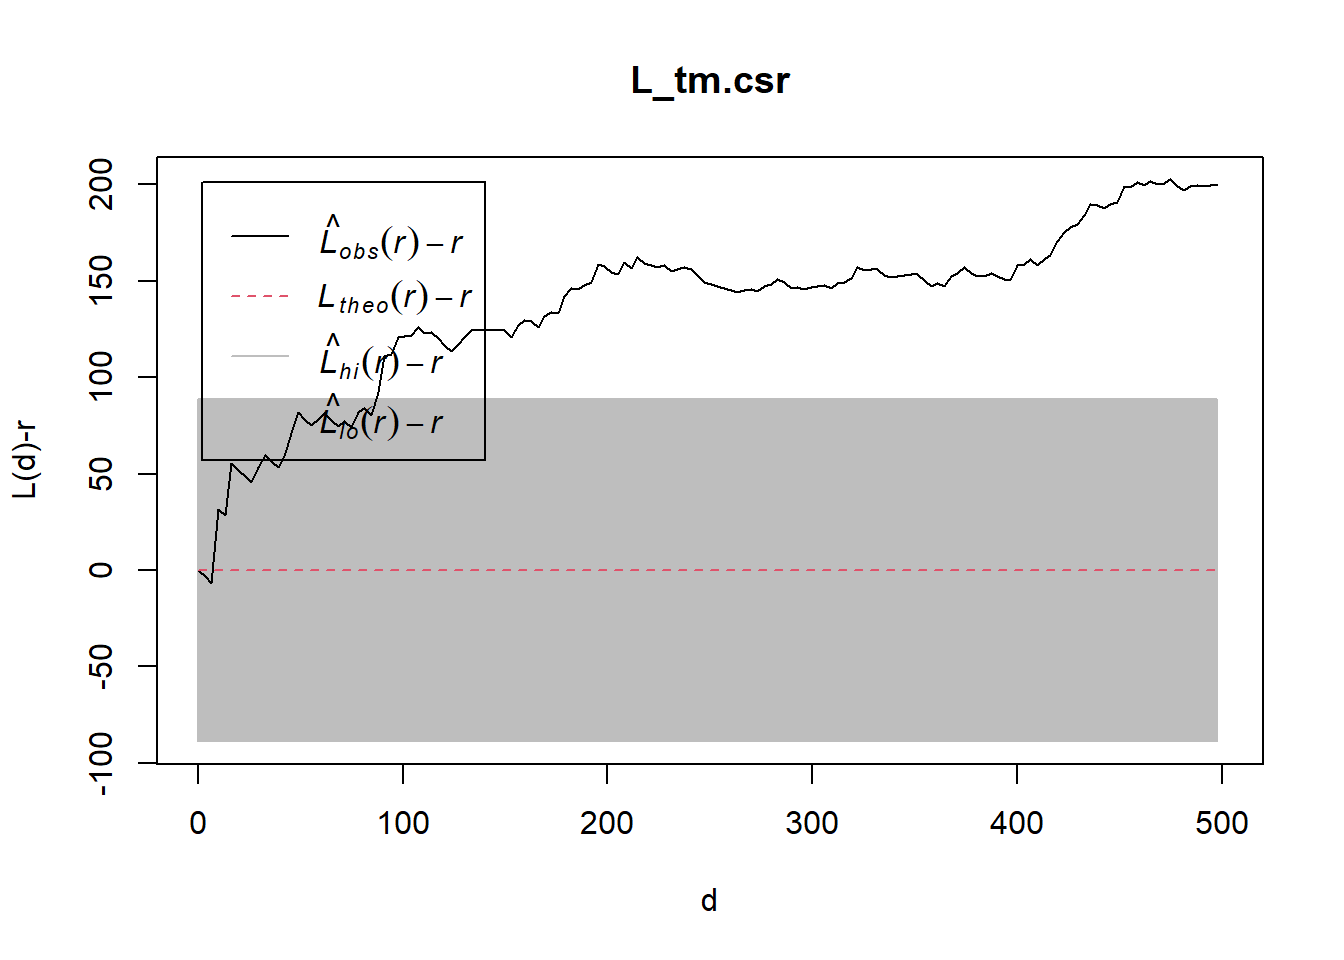 L_tm.csr
L(d)-r
200
150
100
50
0
-50
-100
L̂obs(r) – r
Ltheo(r) – r
L̂hi(r) – r
L̂lo(r) – r
0 100 200 300 400 500
d